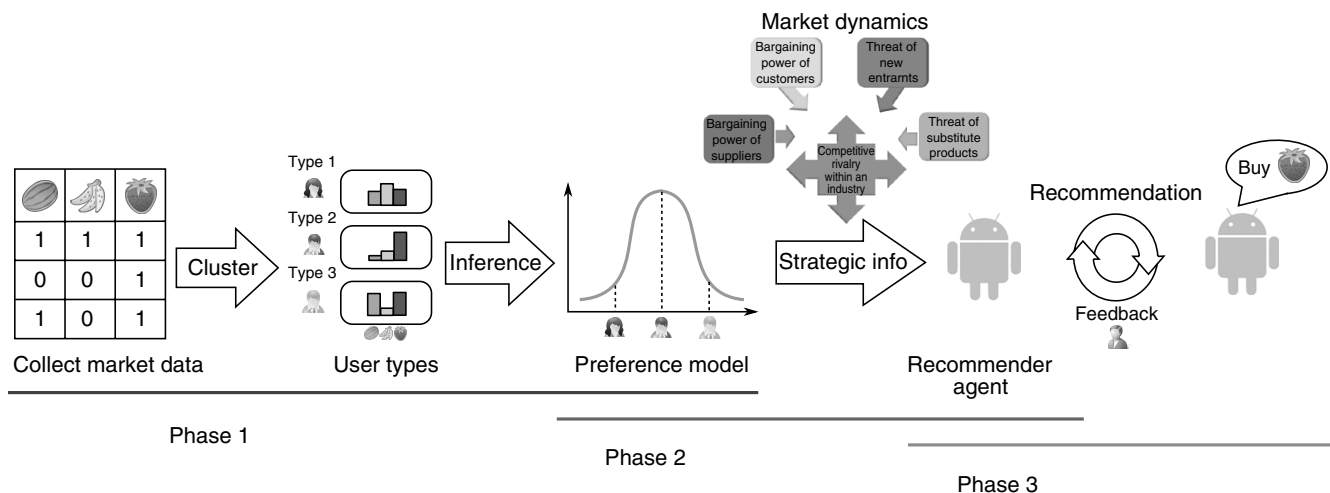 Market dynamics
Bargaining
power of
customers
Threat of
new
entrarnts
Bargaining
power of
suppliers
Threat of
substitute
products
Competitive
rivalry
within an
industry
Type 1
Type 2
Type 3
1 1 1
0 0 1
1 0 1
Cluster
Inference
Strategic info
Recommendation
Buy
Feedback
Collect market data
User types
Preference model
Recommender
agent
Phase 1
Phase 2
Phase 3